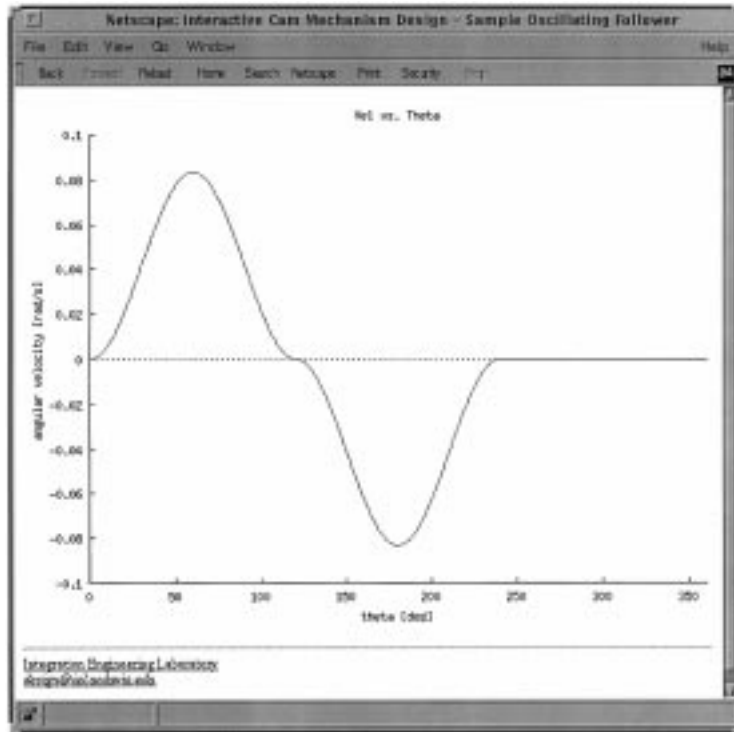 Netscape: Interactive Cam Mechanism Design - Sample Oscillating Follower
File Edit View Go Window Help
Back Reload Home Search Netscape Print Security
Vel vs. Theta
0.1
0.08
0.06
0.04
0.02
0
-0.02
-0.04
-0.06
-0.08
-0.1
angular velocity [rad/s]
0 50 100 150 200 250 300 350
theta [deg]
Integration Engineering Laboratory